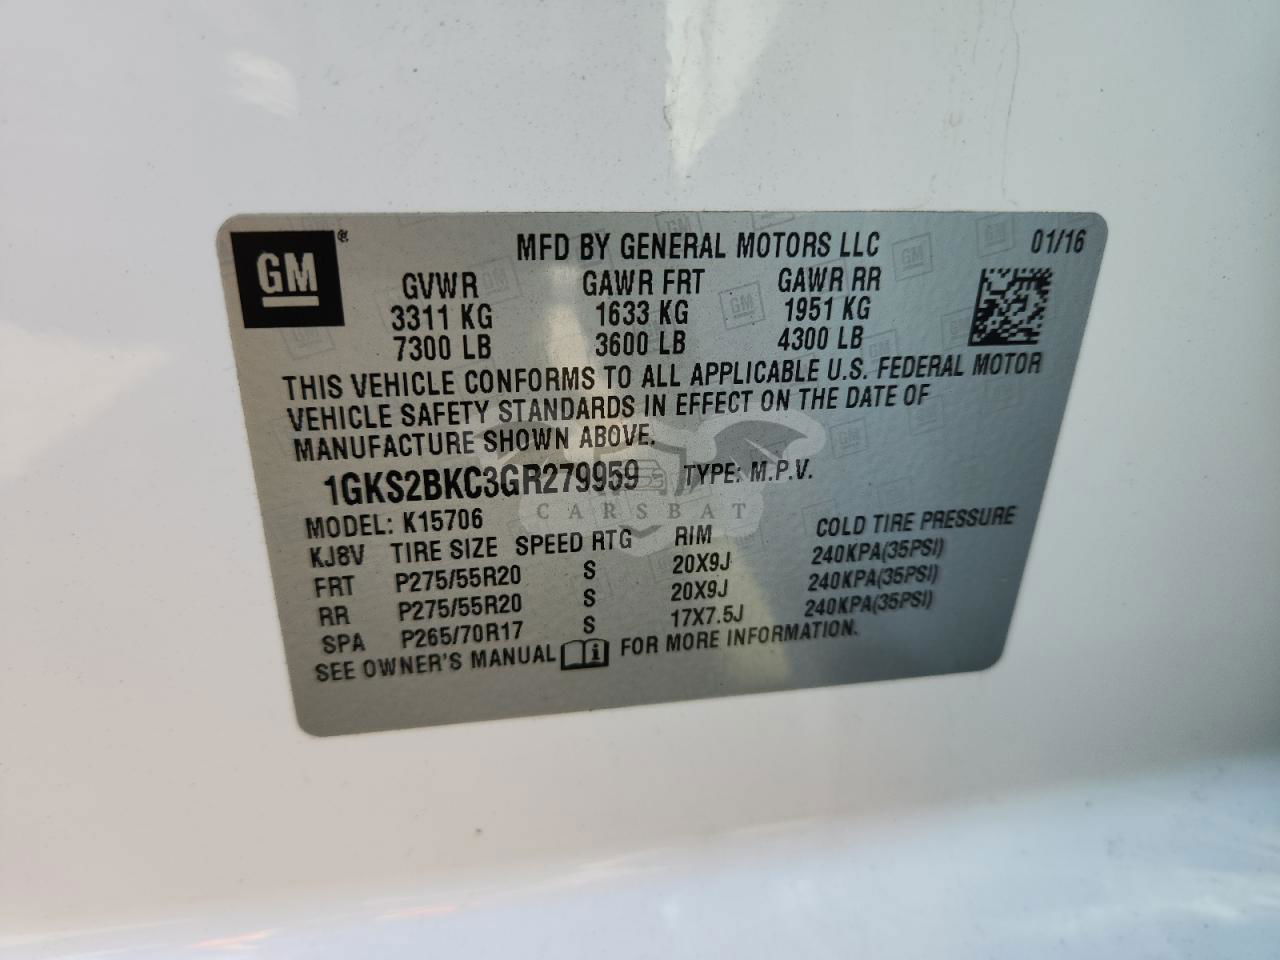 GM ® MFD BY GENERAL MOTORS LLC 01/16
GVWR GAWR FRT GAWR RR
3311 KG 1633 KG 1951 KG
7300 LB 3600 LB 4300 LB
THIS VEHICLE CONFORMS TO ALL APPLICABLE U.S. FEDERAL MOTOR
VEHICLE SAFETY STANDARDS IN EFFECT ON THE DATE OF
MANUFACTURE SHOWN ABOVE.
1GKS2BKC3GR279959 TYPE: M.P.V.
CARSBAT
MODEL: K15706
KJ8V TIRE SIZE SPEED RTG RIM COLD TIRE PRESSURE
FRT P275/55R20 S 20X9J 240KPA(35PSI)
RR P275/55R20 S 20X9J 240KPA(35PSI)
SPA P265/70R17 S 17X7.5J 240KPA(35PSI)
SEE OWNER'S MANUAL i FOR MORE INFORMATION.